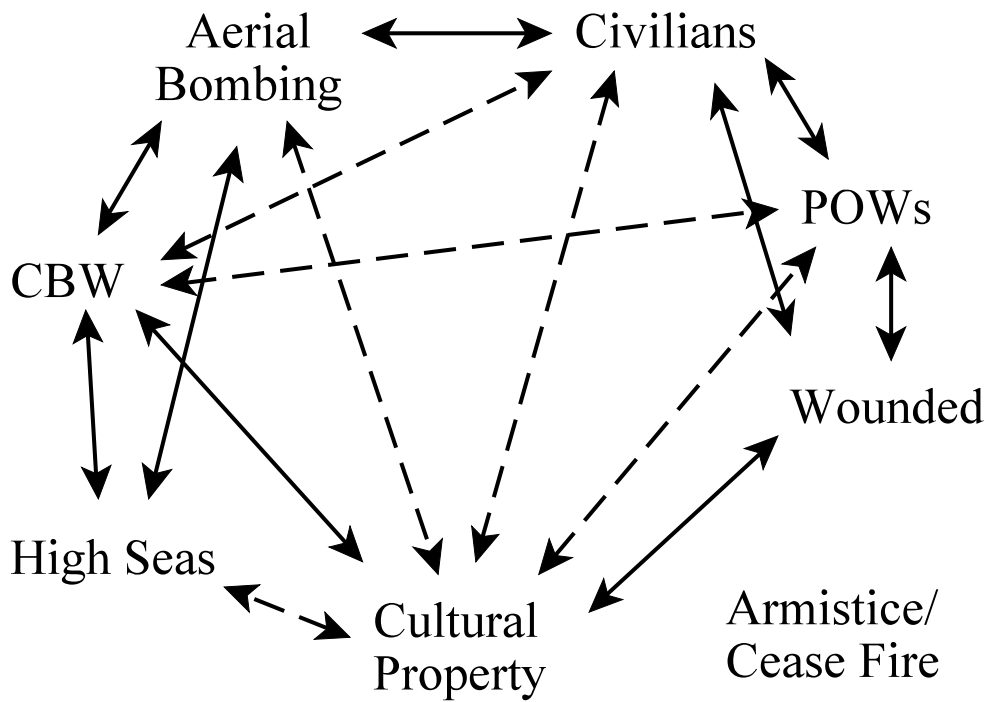 Aerial
Bombing
Civilians
POWs
CBW
Wounded
High Seas
Cultural
Property
Armistice/
Cease Fire